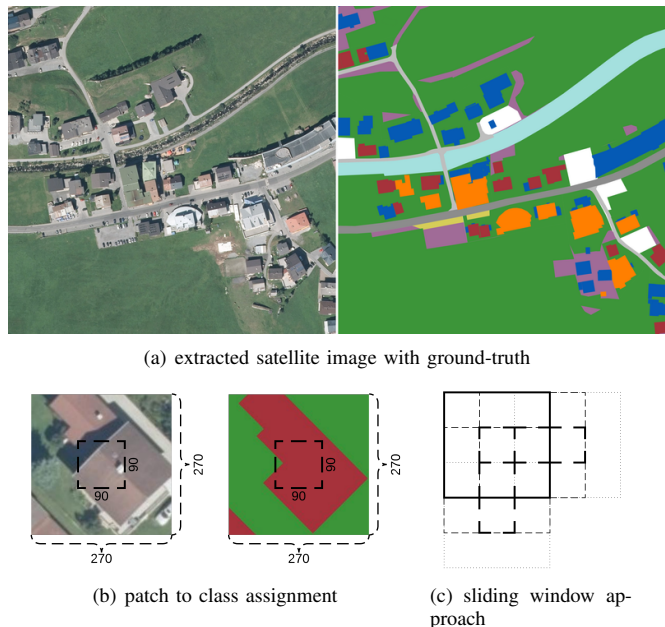 (a) extracted satellite image with ground-truth
90
90
270
270
90
90
270
270
(b) patch to class assignment
(c) sliding window ap-
proach